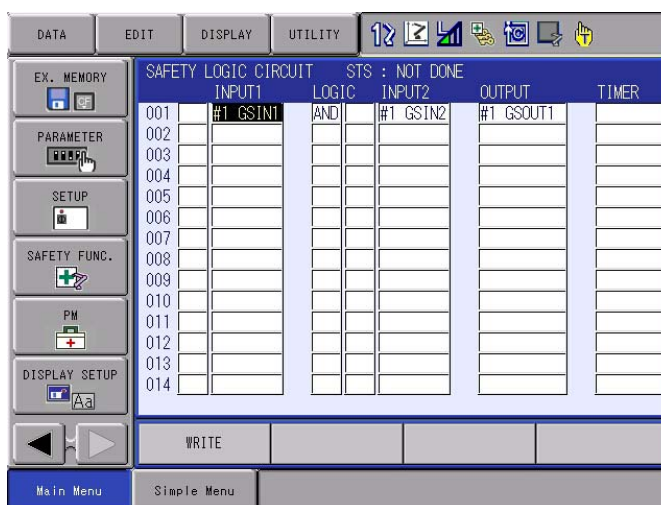 DATA EDIT DISPLAY UTILITY
EX. MEMORY
CF
PARAMETER
SETUP
SAFETY FUNC.
PM
DISPLAY SETUP
Aa
SAFETY LOGIC CIRCUIT STS : NOT DONE
INPUT1 LOGIC INPUT2 OUTPUT TIMER
001 #1 GSIN1 AND #1 GSIN2 #1 GSOUT1
002
003
004
005
006
007
008
009
010
011
012
013
014
WRITE
Main Menu Simple Menu